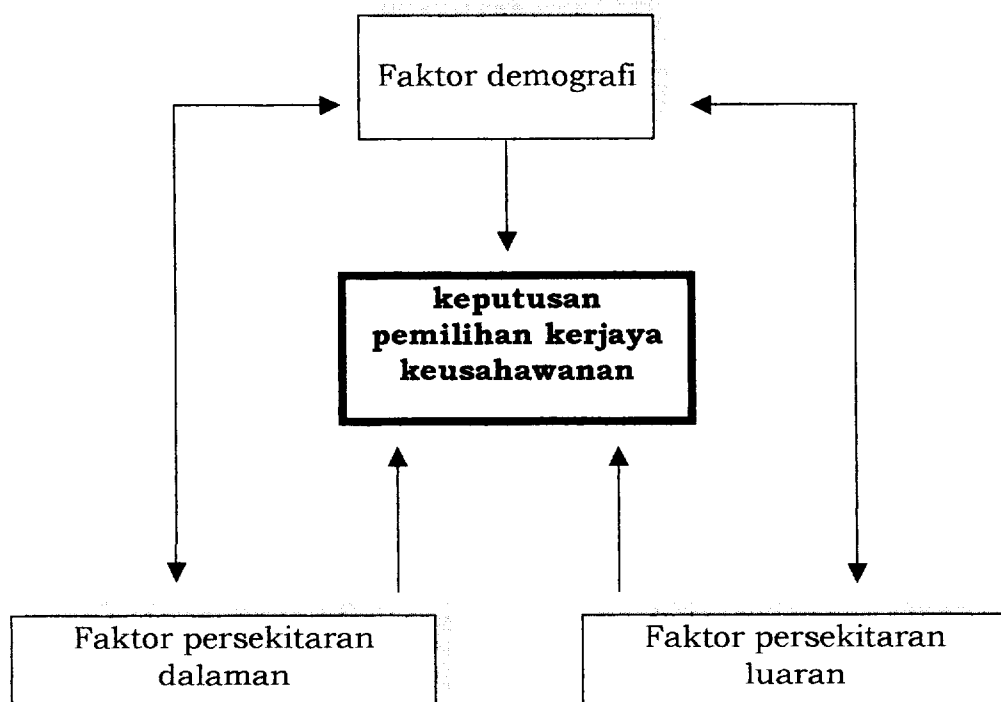 Faktor demografi
keputusan
pemilihan kerjaya
keusahawanan
Faktor persekitaran
dalaman
Faktor persekitaran
luaran